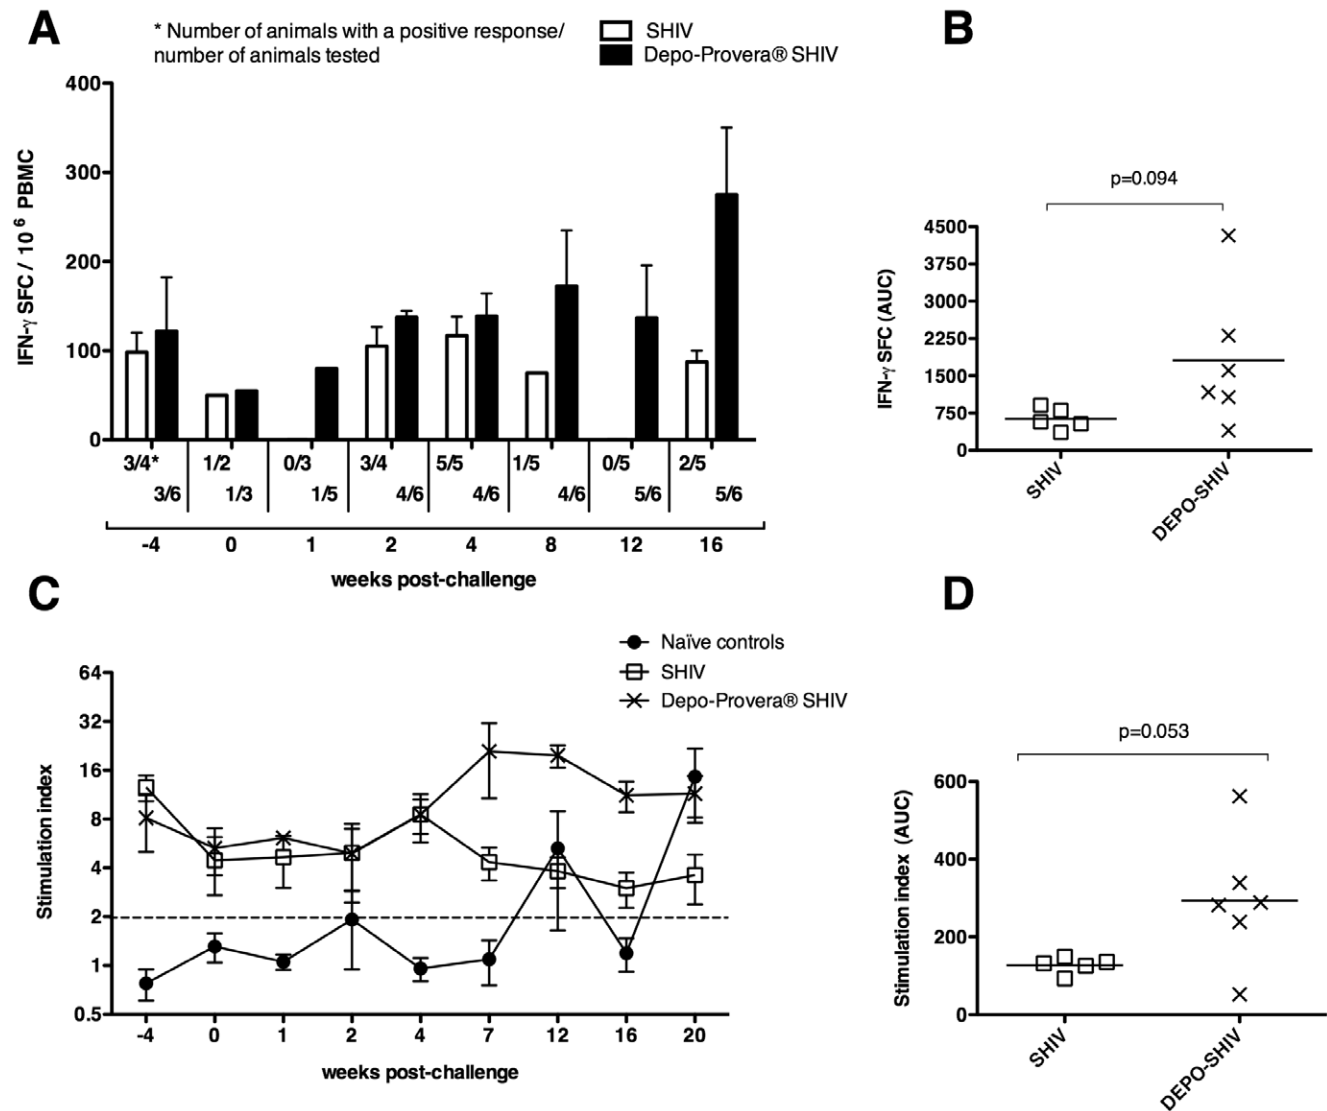 A
* Number of animals with a positive response/
number of animals tested
SHIV
Depo-Provera® SHIV
400
300
200
100
0
IFN-γ SFC / 10 6 PBMC
3/4* 1/2 0/3 3/4 5/5 1/5 0/5 2/5
3/6 1/3 1/5 4/6 4/6 4/6 5/6 5/6
-4 0 1 2 4 8 12 16
weeks post-challenge
B
p=0.094
4500
3750
3000
2250
1500
750
0
IFN-γ SFC (AUC)
SHIV
DEPO-SHIV
C
Naïve controls
SHIV
Depo-Provera® SHIV
64
32
16
8
4
2
1
0.5
Stimulation index
-4 0 1 2 4 7 12 16 20
weeks post-challenge
D
p=0.053
600
400
200
0
Stimulation index (AUC)
SHIV
DEPO-SHIV